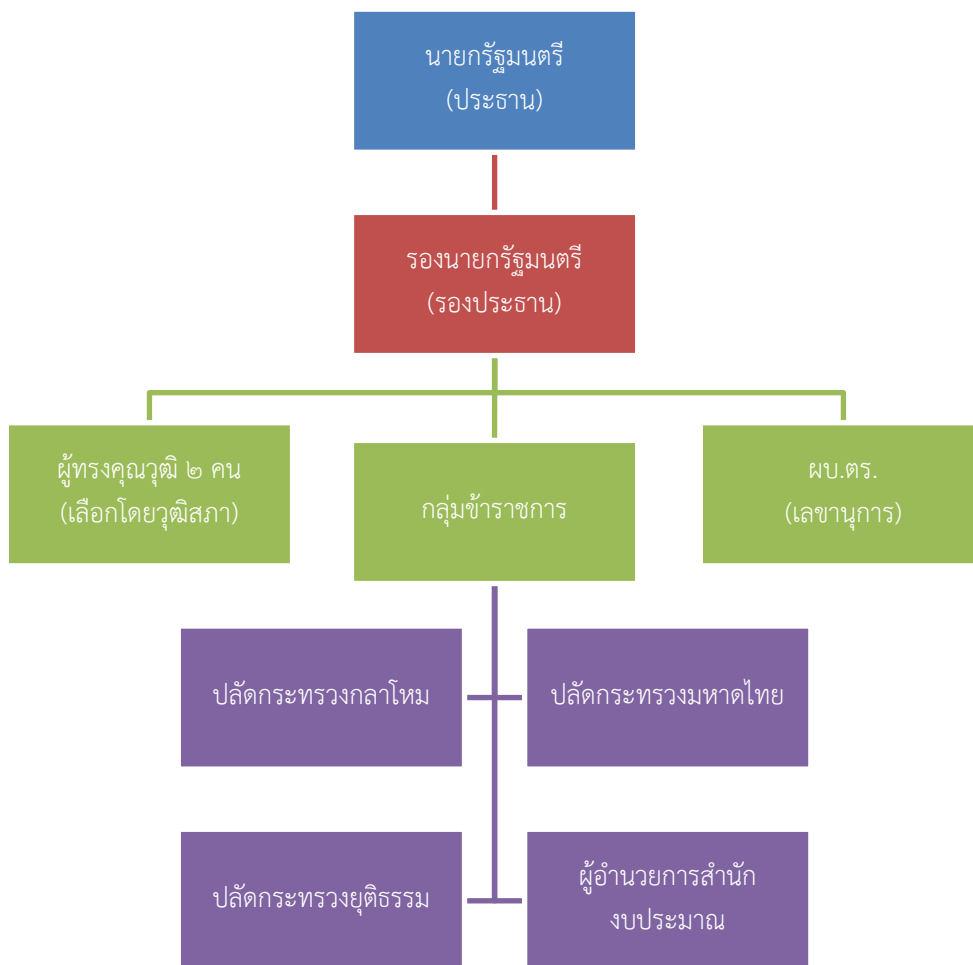 นายกรัฐมนตรี
(ประธาน)
รองนายกรัฐมนตรี
(รองประธาน)
ผู้ทรงคุณวุฒิ ๒ คน
(เลือกโดยวุฒิสภา)
กลุ่มข้าราชการ
ผบ.ตร.
(เลขานุการ)
ปลัดกระทรวงกลาโหม
ปลัดกระทรวงมหาดไทย
ปลัดกระทรวงยุติธรรม
ผู้อำนวยการสำนัก
งบประมาณ